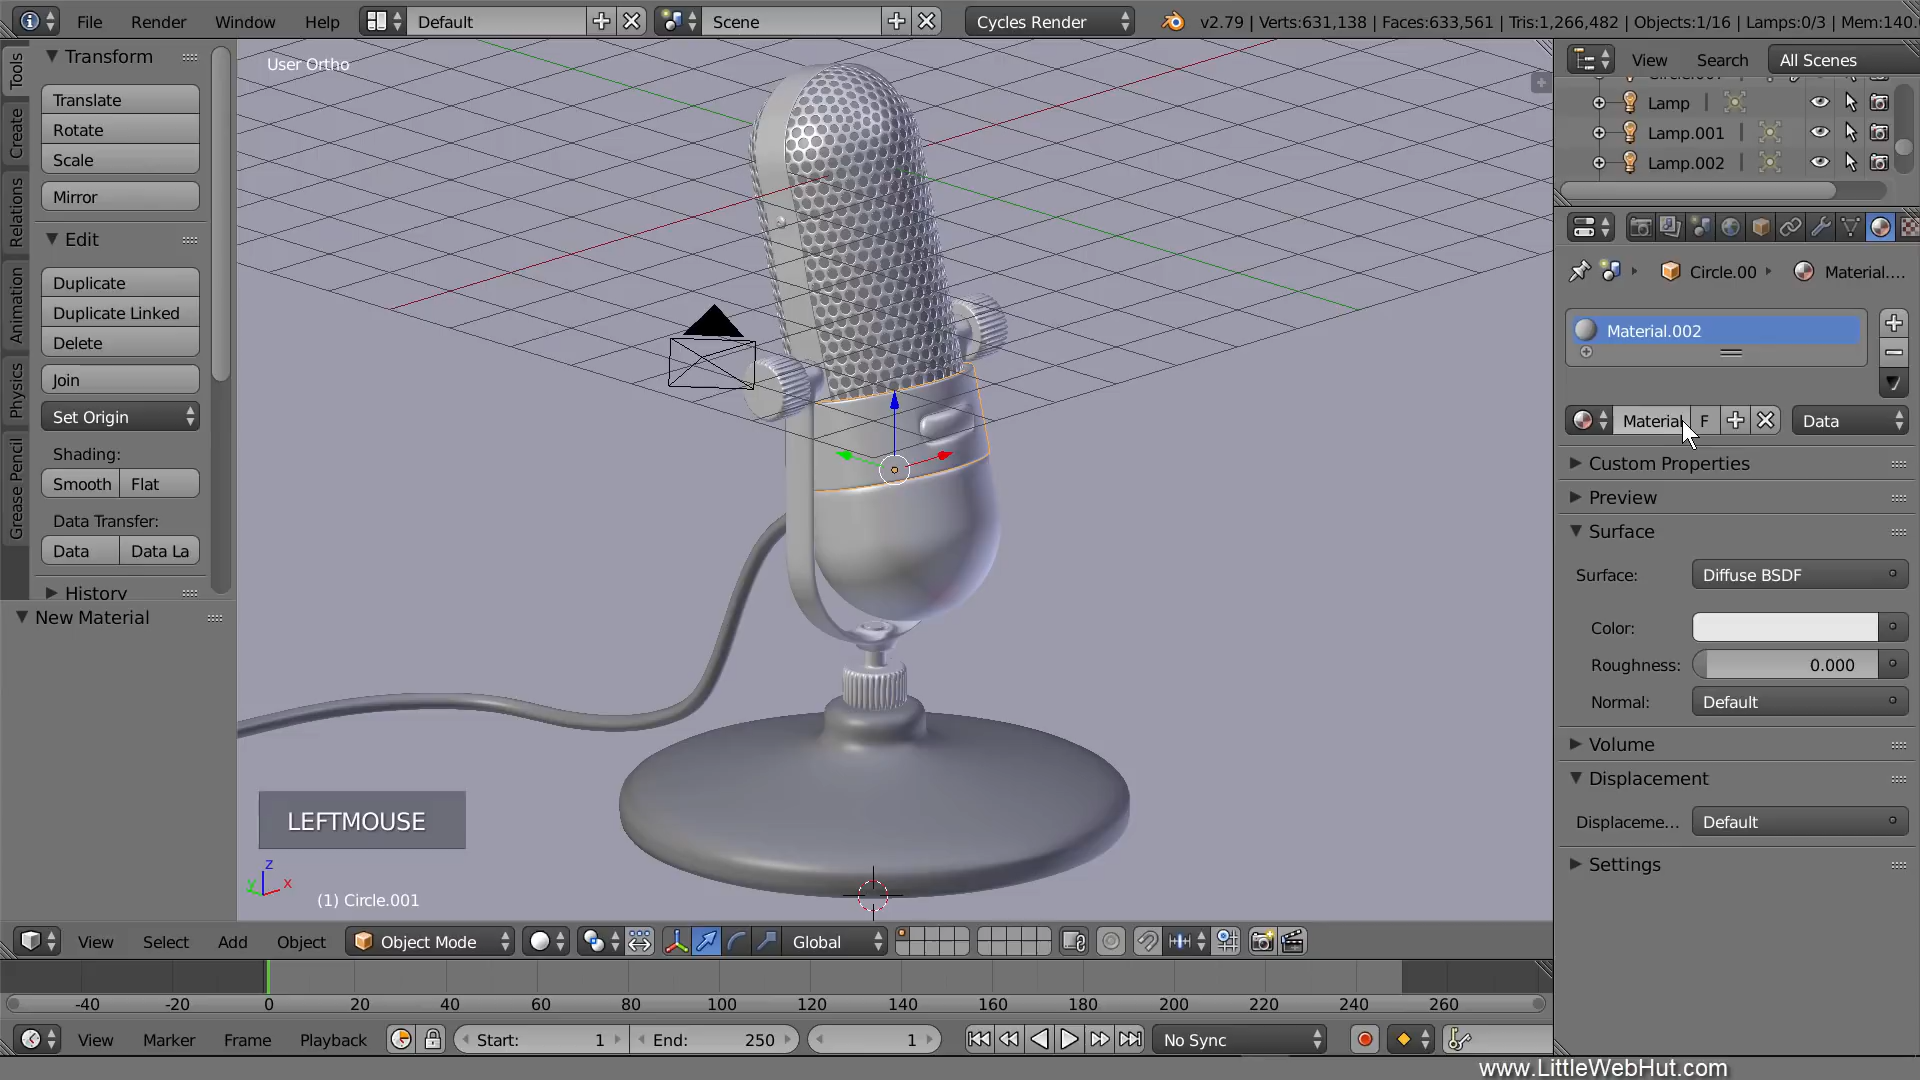 File Render Window Help Default Scene Cycles Render v2.79 | Verts:631,138 | Faces:633,561 | Tris:1,266,482 | Objects:1/16 | Lamps:0/3 | Mem:140.
Tools
Create
Relations
Animation
Physics
Grease Pencil
Transform
Translate
Rotate
Scale
Mirror
Edit
Duplicate
Duplicate Linked
Delete
Join
Set Origin
Shading:
Smooth Flat
Data Transfer:
Data Data La
History
New Material
User Ortho
LEFTMOUSE
z
y x
(1) Circle.001
View Search All Scenes
Lamp
Lamp.001
Lamp.002
Circle.00 Material....
Material.002
Material F Data
Custom Properties
Preview
Surface
Surface: Diffuse BSDF
Color:
Roughness: 0.000
Normal: Default
Volume
Displacement
Displaceme... Default
Settings
View Select Add Object Object Mode Global
-40 -20 0 20 40 60 80 100 120 140 160 180 200 220 240 260
View Marker Frame Playback Start: 1 End: 250 1 No Sync
www.LittleWebHut.com